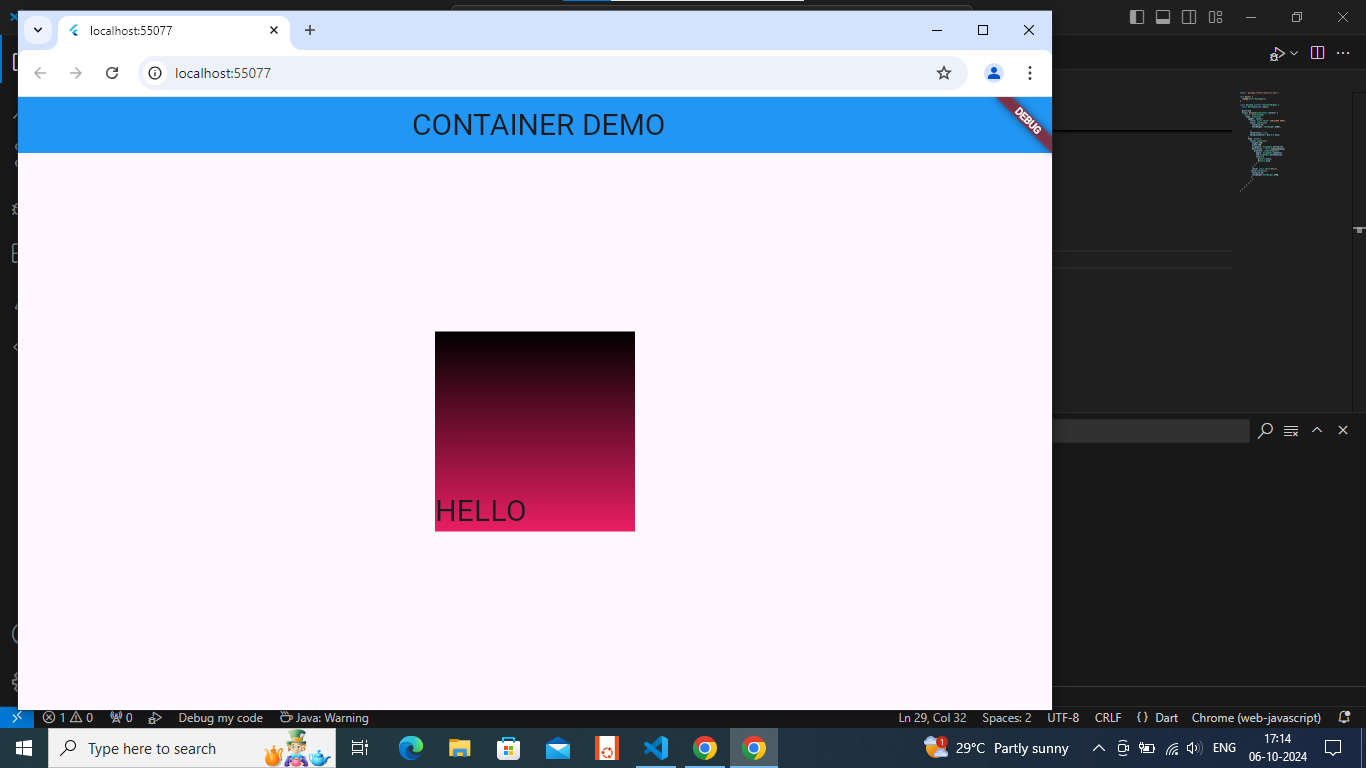 localhost:55077
localhost:55077
CONTAINER DEMO
DEBUG
HELLO
1 0 0 Debug my code Java: Warning Ln 29, Col 32 Spaces: 2 UTF-8 CRLF {} Dart Chrome (web-javascript)
Type here to search 1 29°C Partly sunny ENG 17:14
06-10-2024